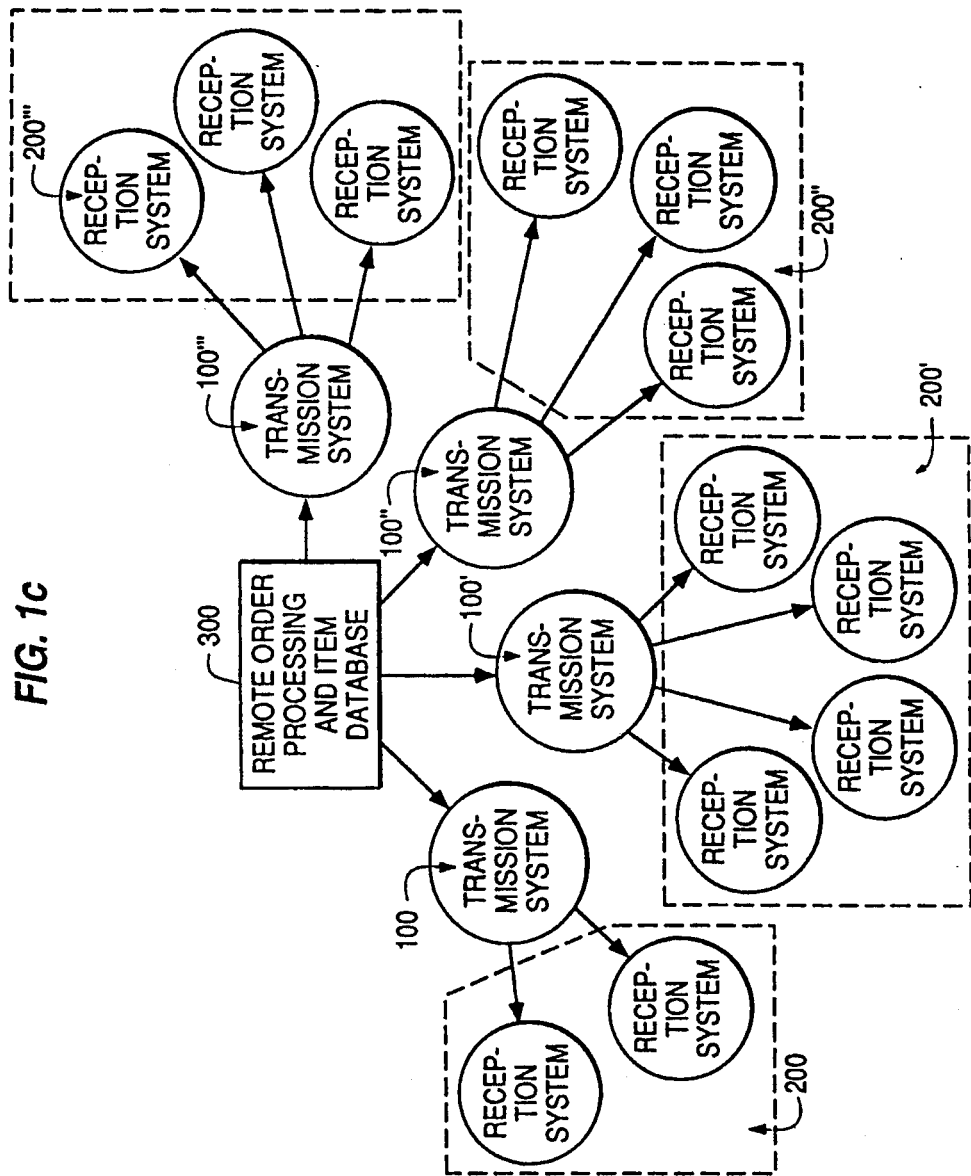 FIG. 1c
300
REMOTE ORDER
PROCESSING
AND ITEM
DATABASE
100
TRANS-
MISSION
SYSTEM
100'
TRANS-
MISSION
SYSTEM
100"
TRANS-
MISSION
SYSTEM
100'"
TRANS-
MISSION
SYSTEM
RECEP-
TION
SYSTEM
RECEP-
TION
SYSTEM
200
RECEP-
TION
SYSTEM
RECEP-
TION
SYSTEM
RECEP-
TION
SYSTEM
RECEP-
TION
SYSTEM
200'
RECEP-
TION
SYSTEM
RECEP-
TION
SYSTEM
RECEP-
TION
SYSTEM
200"
200'"
RECEP-
TION
SYSTEM
RECEP-
TION
SYSTEM
RECEP-
TION
SYSTEM